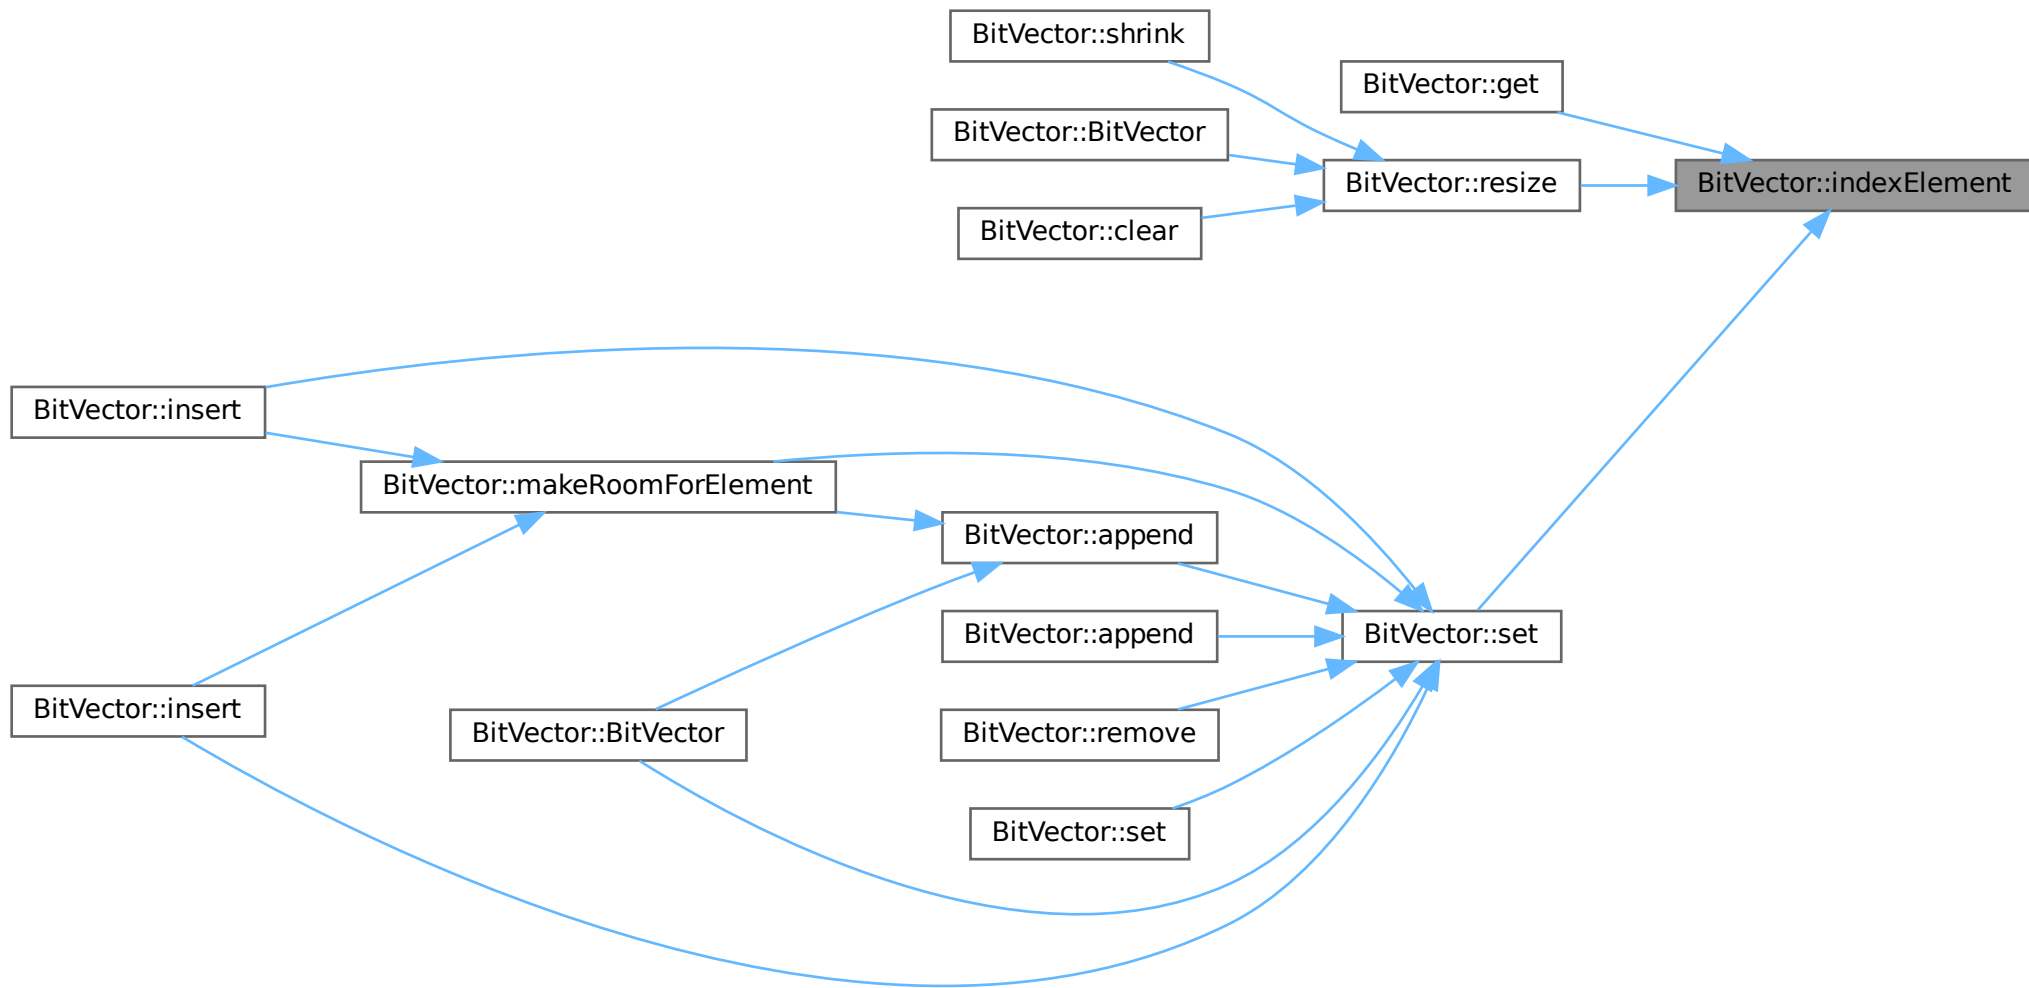 BitVector::shrink
BitVector::get
BitVector::BitVector
BitVector::resize
BitVector::indexElement
BitVector::clear
BitVector::insert
BitVector::makeRoomForElement
BitVector::append
BitVector::append
BitVector::set
BitVector::insert
BitVector::BitVector
BitVector::remove
BitVector::set